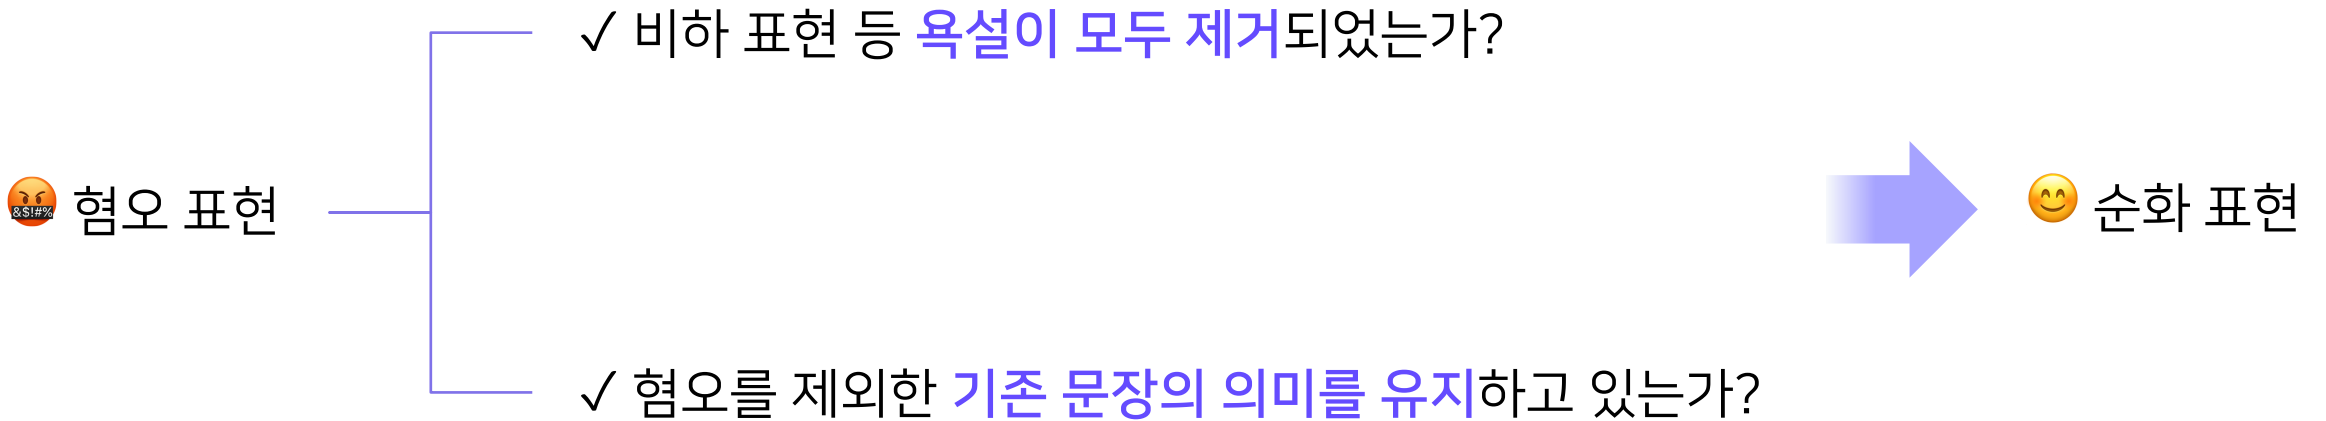 ✓ 비하 표현 등 욕설이 모두 제거되었는가?
🤬 혐오 표현
😊 순화 표현
✓ 혐오를 제외한 기존 문장의 의미를 유지하고 있는가?